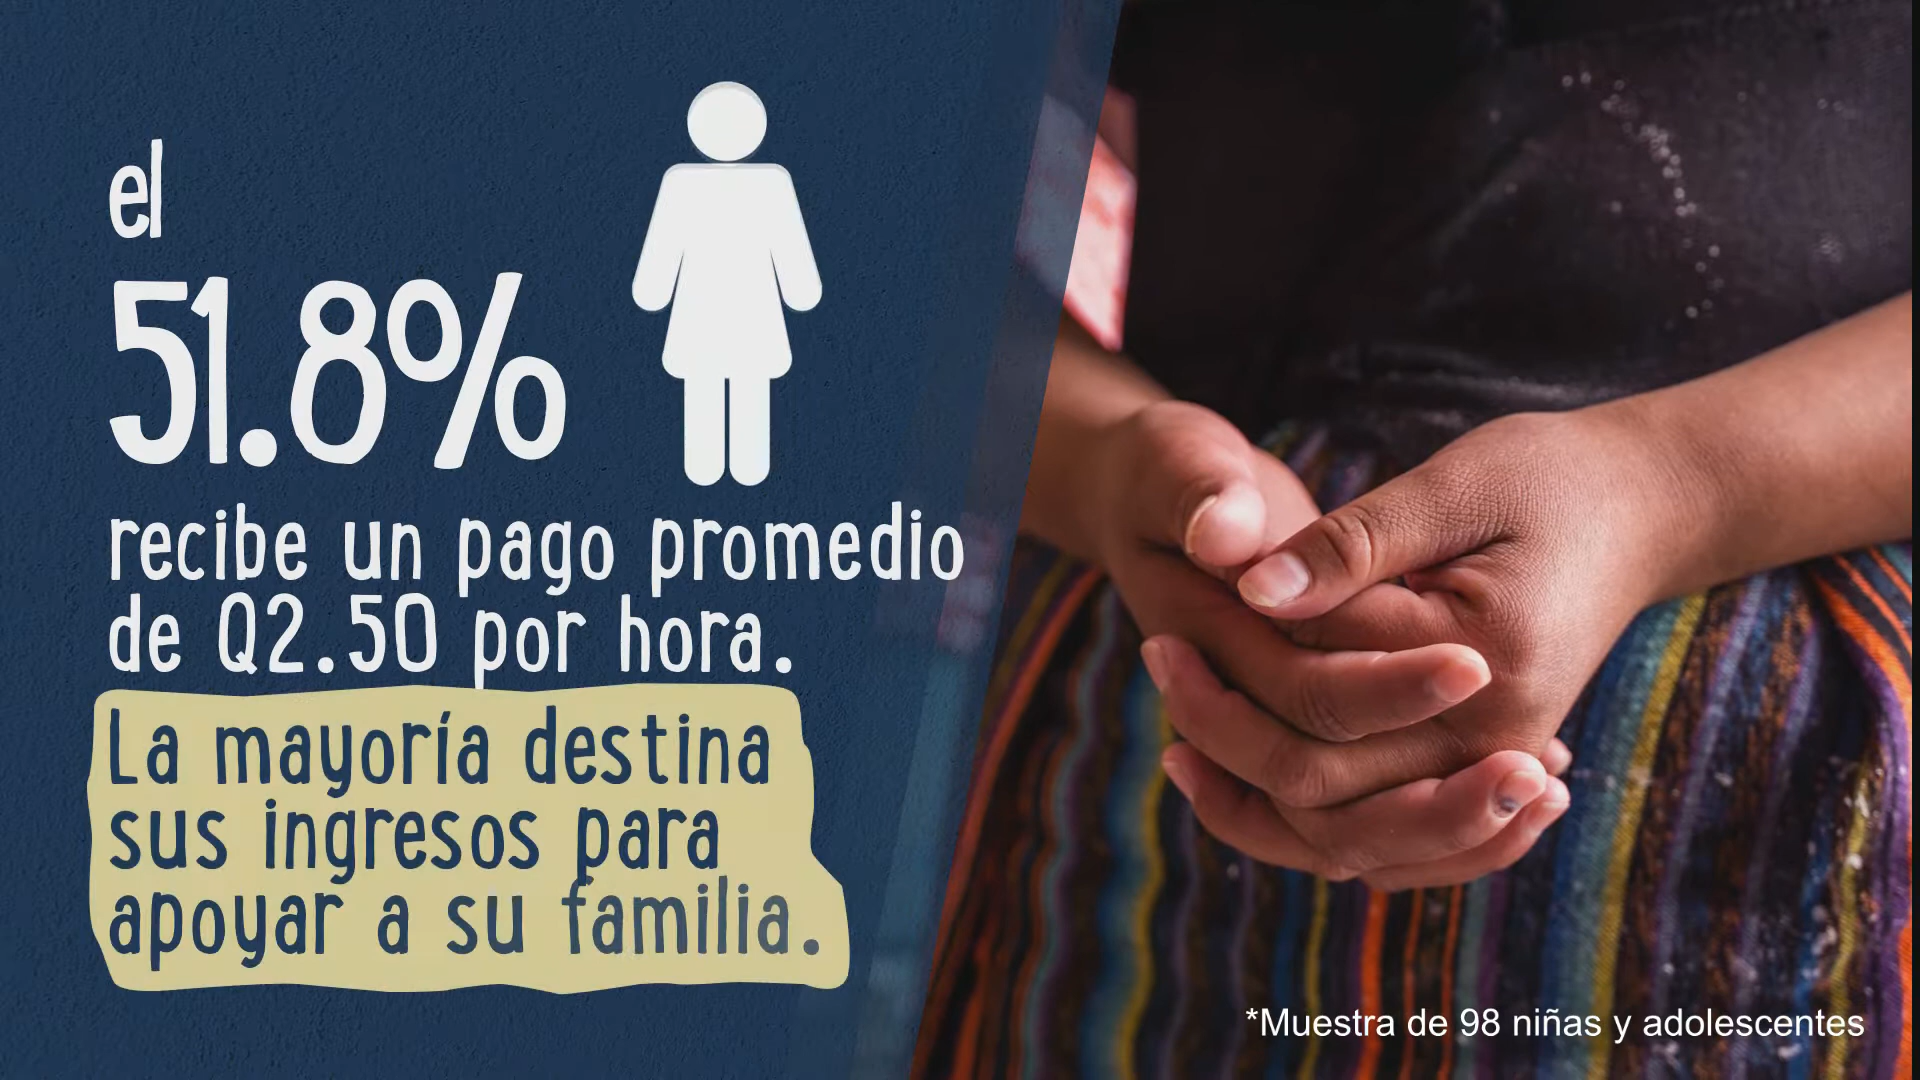 el
51.8%
recibe un pago promedio
de Q2.50 por hora.
La mayoría destina
sus ingresos para
apoyar a su familia.
*Muestra de 98 niñas y adolescentes